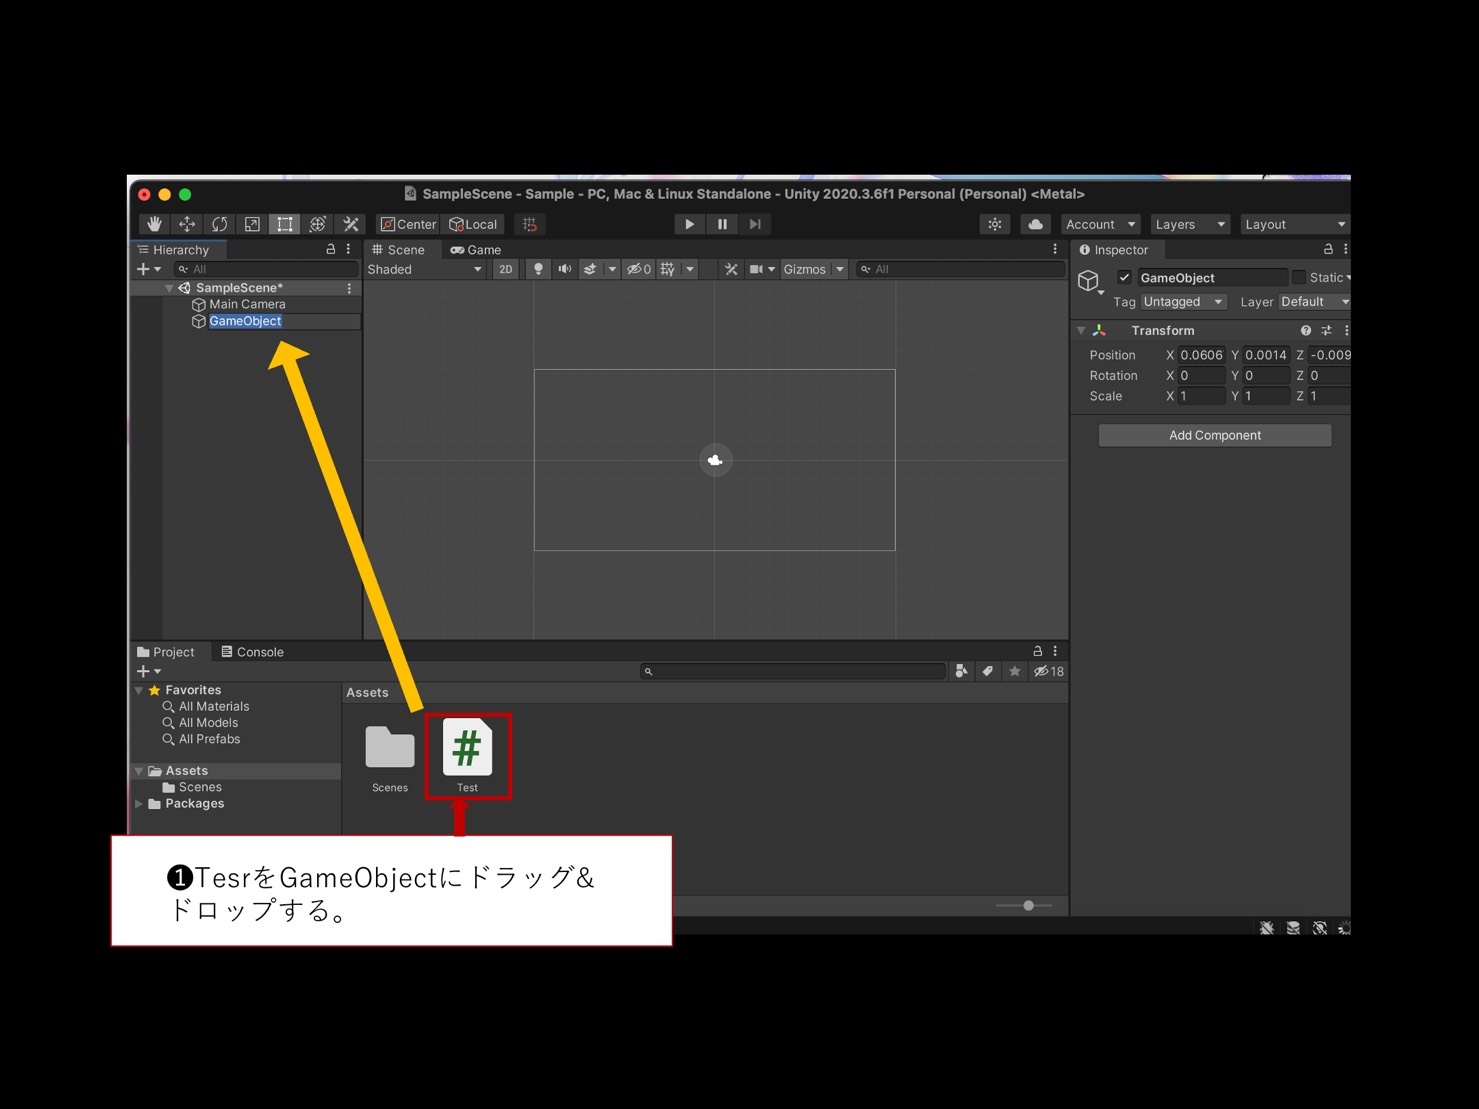 SampleScene - Sample - PC, Mac & Linux Standalone - Unity 2020.3.6f1 Personal (Personal) <Metal>
Center Local Account Layers Layout
Hierarchy
All
SampleScene*
Main Camera
GameObject
Scene Game
Shaded 2D 0 Gizmos All
Inspector
GameObject Static
Tag Untagged Layer Default
Transform
Position X 0.0606 Y 0.0014 Z -0.009
Rotation X 0 Y 0 Z 0
Scale X 1 Y 1 Z 1
Add Component
Project Console
18
Favorites
All Materials
All Models
All Prefabs
Assets
Scenes
Packages
Assets
#
Scenes Test
❶TesrをGameObjectにドラッグ&
ドロップする。